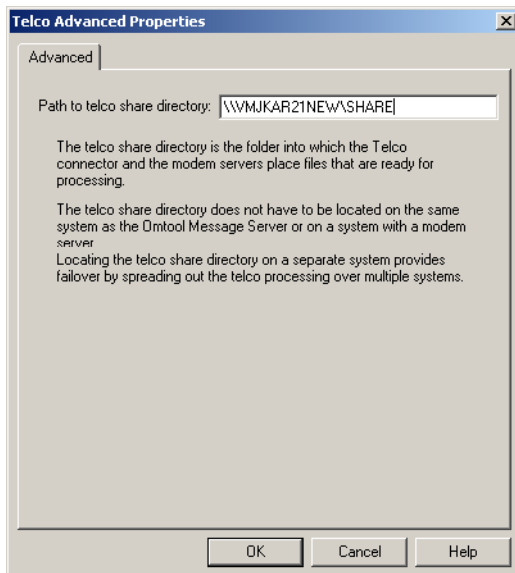 Telco Advanced Properties
Advanced
Path to telco share directory: \\VMJKAR21NEW\SHARE
The telco share directory is the folder into which the Telco
connector and the modem servers place files that are ready for
processing.
The telco share directory does not have to be located on the same
system as the Omtool Message Server or on a system with a modem
server
Locating the telco share directory on a separate system provides
failover by spreading out the telco processing over multiple systems.
OK Cancel Help